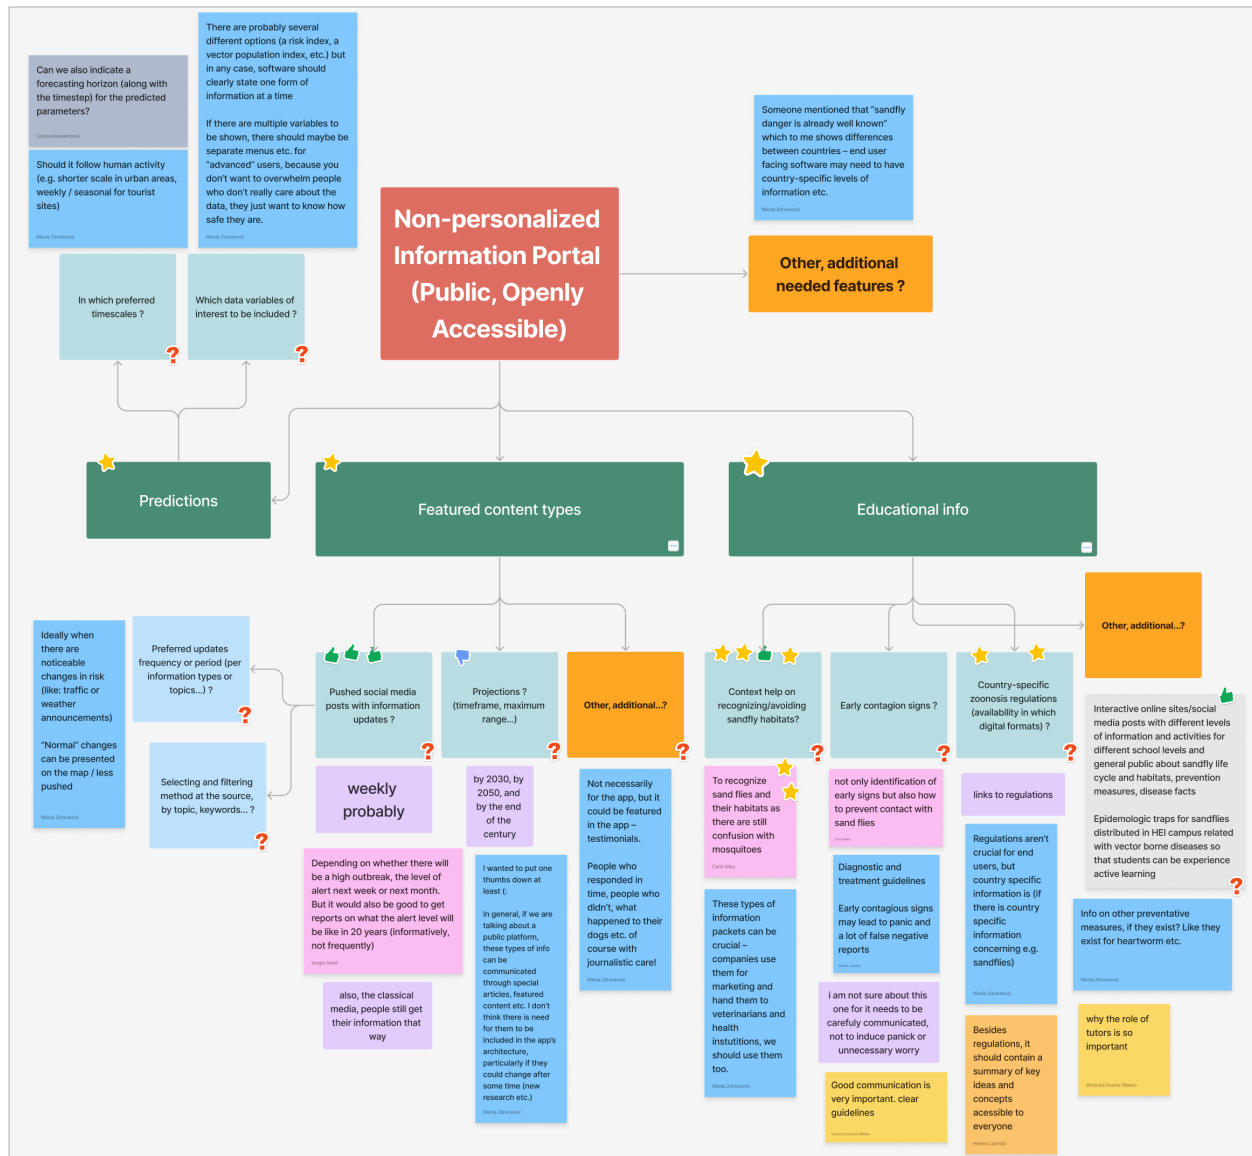 There are probably several
different options (a risk index, a
vector population index, etc.) but
in any case, software should
clearly state one form of
information at a time
If there are multiple variables to
be shown, there should maybe be
separate menus etc. for
"advanced" users, because you
don't want to overwhelm people
who don't really care about the
data, they just want to know how
safe they are.
Nikola Zdravković
Can we also indicate a
forecasting horizon (along with
the timestep) for the predicted
parameters?
Should it follow human activity
(e.g. shorter scale in urban areas,
weekly / seasonal for tourist
sites)
Nikola Zdravković
In which preferred
timescales ?
?
Which data variables of
interest to be included ?
?
Non-personalized
Information Portal
(Public, Openly
Accessible)
Someone mentioned that "sandfly
danger is already well known"
which to me shows differences
between countries – end user
facing software may need to have
country-specific levels of
information etc.
Nikola Zdravković
Other, additional
needed features ?
Predictions
Featured content types
Educational info
Ideally when
there are
noticeable
changes in risk
(like: traffic or
weather
announcements)
"Normal" changes
can be presented
on the map / less
pushed
Nikola Zdravković
Preferred updates
frequency or period (per
information types or
topics...) ?
?
Selecting and filtering
method at the source, by
topic, keywords... ?
?
Pushed social media
posts with information
updates ?
?
weekly
probably
Depending on whether there will
be a high outbreak, the level of
alert next week or next month.
But it would also be good to get
reports on what the alert level will
be like in 20 years (informatively,
not frequently)
also, the classical
media, people still get
their information that
way
Projections ?
(timeframe, maximum
range...)
?
by 2030, by
2050, and
by the end
of the
century
I wanted to put one
thumbs down at
least (:
In general, if we are
talking about a
public platform,
these types of info
can be
communicated
through special
articles, featured
content etc. I don't
think there is need
for them to be
included in the app's
architecture,
particularly if they
could change after
some time (new
research etc.)
Nikola Zdravković
Other, additional...?
?
Not necessarily
for the app, but it
could be featured
in the app –
testimonials.
People who
responded in
time, people who
didn't, what
happened to their
dogs etc. of
course with
journalistic care!
Nikola Zdravković
Context help on
recognizing/avoiding
sandfly habitats?
?
To recognize
sand flies and
their habitats as
there are still
confusion with
mosquitoes
These types of
information
packets can be
crucial –
companies use
them for
marketing and
hand them to
veterinarians and
health
instutitions, we
should use them
too.
Nikola Zdravković
Early contagion signs ?
?
not only identification of
early signs but also how
to prevent contact with
sand flies
Diagnostic and
treatment guidelines
Early contagious signs
may lead to panic and
a lot of false negative
reports
i am not sure about this
one for it needs to be
carefuly communicated,
not to induce panick or
unnecessary worry
Good communication is
very important. clear
guidelines
Veronica Duarte Ribeiro
Country-specific
zoonosis regulations
(availability in which
digital formats) ?
?
links to regulations
Regulations aren't
crucial for end
users, but
country specific
information is (if
there is country
specific
information
concerning e.g.
sandflies)
Nikola Zdravković
Besides
regulations, it
should contain a
summary of key
ideas and
concepts
acessible to
everyone
Other, additional...?
Interactive online sites/social
media posts with different levels
of information and activities for
different school levels and
general public about sandfly life
cycle and habitats, prevention
measures, disease facts
Epidemologic traps for sandflies
distributed in HEI campus related
with vector borne diseases so
that students can be experience
active learning
?
Info on other preventative
measures, if they exist? Like they
exist for heartworm etc.
Nikola Zdravković
why the role of
tutors is so
important
Veronica Duarte Ribeiro